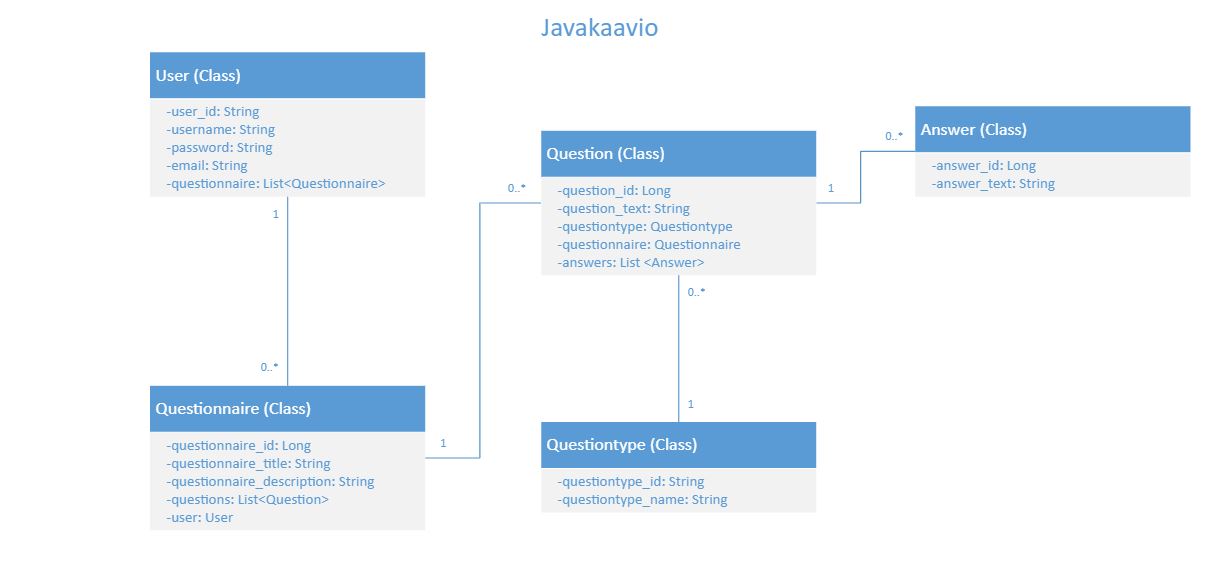 Javakaavio
User (Class)
-user_id: String
-username: String
-password: String
-email: String
-questionnaire: List<Questionnaire>
1
0..*
Questionnaire (Class)
-questionnaire_id: Long
-questionnaire_title: String
-questionnaire_description: String
-questions: List<Question>
-user: User
1
0..*
Question (Class)
-question_id: Long
-question_text: String
-questiontype: Questiontype
-questionnaire: Questionnaire
-answers: List <Answer>
1
0..*
Answer (Class)
-answer_id: Long
-answer_text: String
0..*
1
Questiontype (Class)
-questiontype_id: String
-questiontype_name: String